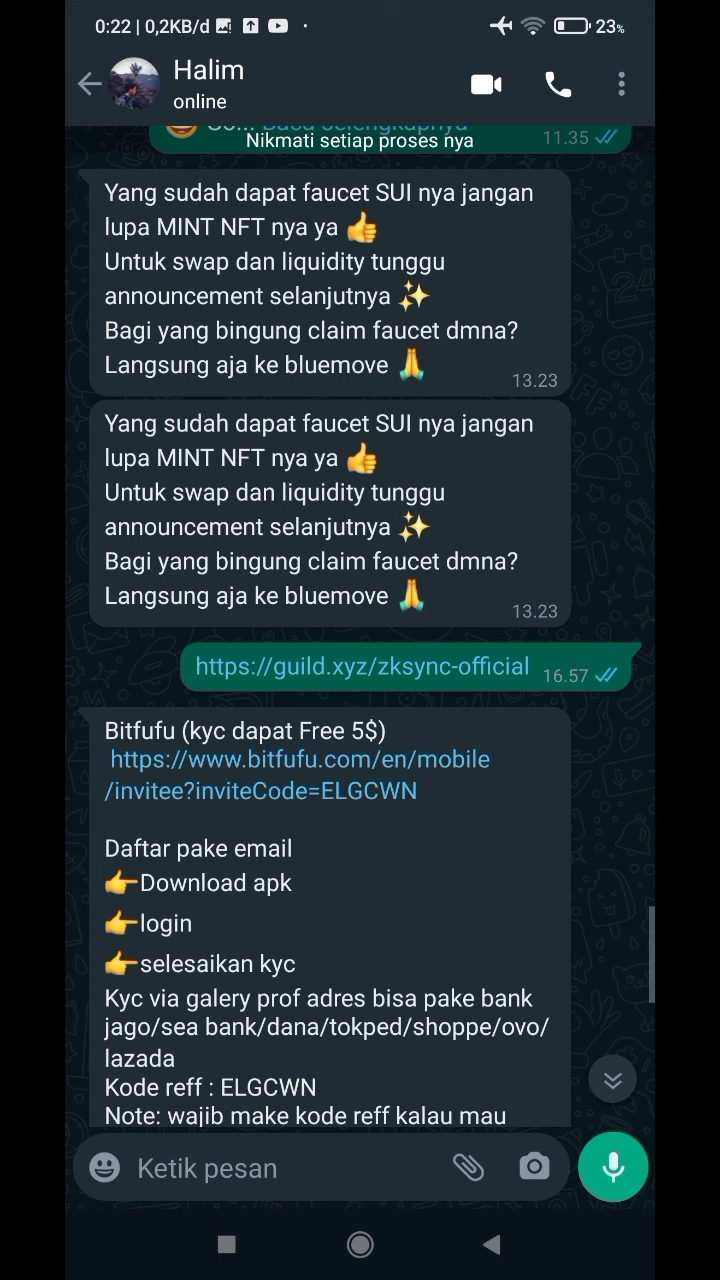 0:22 | 0,2KB/d
23%
Halim
online
11.35
Nikmati setiap proses nya
Yang sudah dapat faucet SUI nya jangan
lupa MINT NFT nya ya 👍
Untuk swap dan liquidity tunggu
announcement selanjutnya ✨
Bagi yang bingung claim faucet dmna?
Langsung aja ke bluemove 🙏
13.23
Yang sudah dapat faucet SUI nya jangan
lupa MINT NFT nya ya 👍
Untuk swap dan liquidity tunggu
announcement selanjutnya ✨
Bagi yang bingung claim faucet dmna?
Langsung aja ke bluemove 🙏
13.23
https://guild.xyz/zksync-official
16.57
Bitfufu (kyc dapat Free 5$)
https://www.bitfufu.com/en/mobile
/invitee?inviteCode=ELGCWN
Daftar pake email
👉Download apk
👉login
👉selesaikan kyc
Kyc via galery prof adres bisa pake bank
jago/sea bank/dana/tokped/shoppe/ovo/
lazada
Kode reff : ELGCWN
Note: wajib make kode reff kalau mau
Ketik pesan